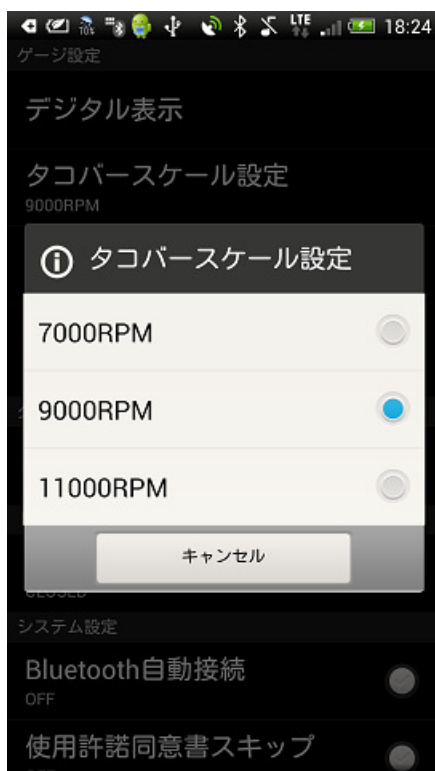 10%
LTE
18:24
ゲージ設定
デジタル表示
タコバースケール設定
9000RPM
タコバースケール設定
7000RPM
9000RPM
11000RPM
キャンセル
CLOSED
システム設定
Bluetooth自動接続
OFF
使用許諾同意書スキップ